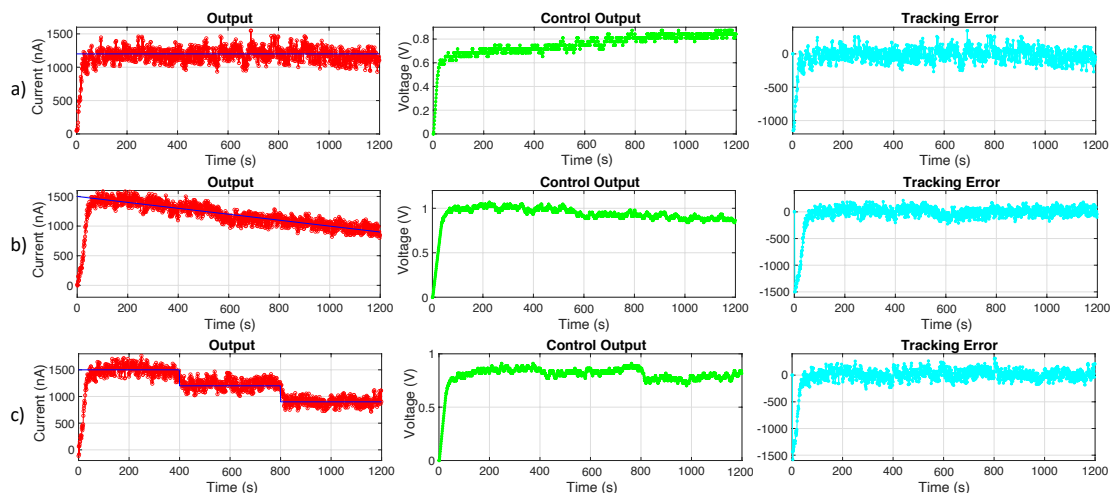 a)
Output
Current (nA)
1500
1000
500
0
0 200 400 600 800 1000 1200
Time (s)
Control Output
Voltage (V)
0.8
0.6
0.4
0.2
0
0 200 400 600 800 1000 1200
Time (s)
Tracking Error
0
-500
-1000
0 200 400 600 800 1000 1200
Time (s)
b)
Output
Current (nA)
1500
1000
500
0
0 200 400 600 800 1000 1200
Time (s)
Control Output
Voltage (V)
1
0.5
0
0 200 400 600 800 1000 1200
Time (s)
Tracking Error
0
-500
-1000
-1500
0 200 400 600 800 1000 1200
Time (s)
c)
Output
Current (nA)
1500
1000
500
0
0 200 400 600 800 1000 1200
Time (s)
Control Output
Voltage (V)
1
0.5
0
0 200 400 600 800 1000 1200
Time (s)
Tracking Error
0
-500
-1000
-1500
0 200 400 600 800 1000 1200
Time (s)